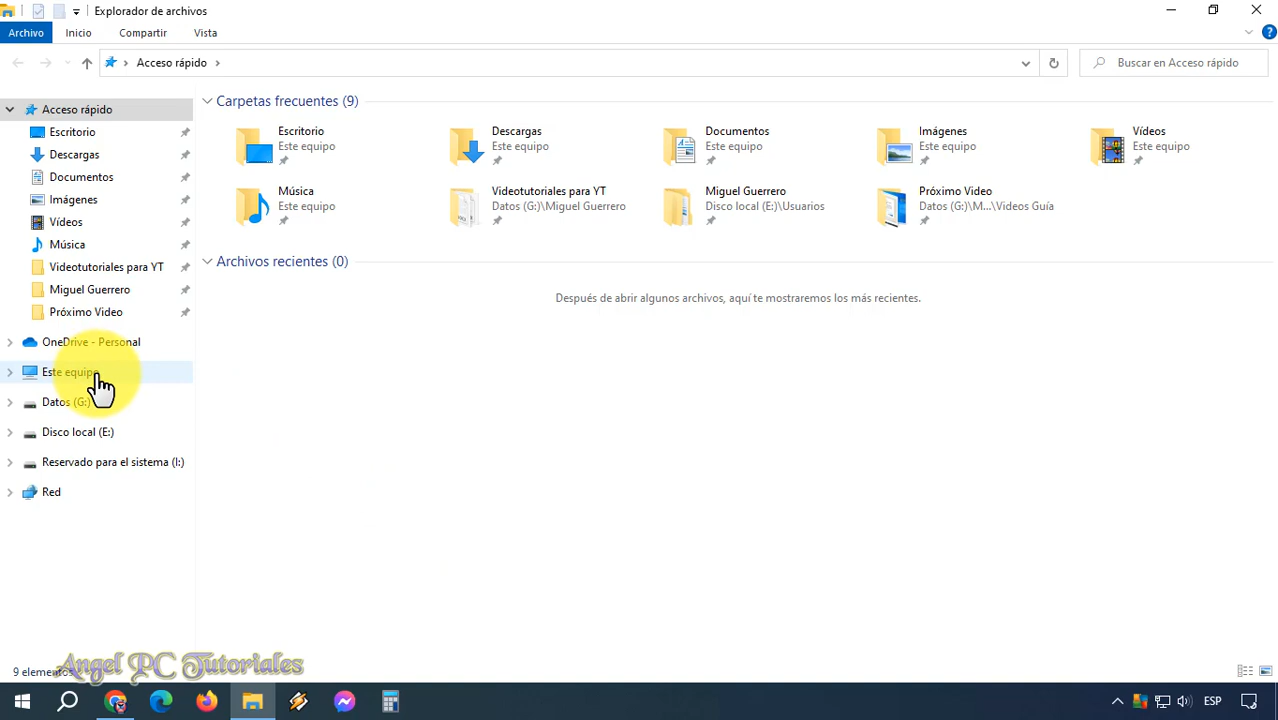 Explorador de archivos
Archivo Inicio Compartir Vista
Acceso rápido Buscar en Acceso rápido
Acceso rápido
Escritorio
Descargas
Documentos
Imágenes
Vídeos
Música
Videotutoriales para YT
Miguel Guerrero
Próximo Video
OneDrive - Personal
Este equipo
Datos (G:)
Disco local (E:)
Reservado para el sistema (I:)
Red
Carpetas frecuentes (9)
Escritorio
Este equipo
Descargas
Este equipo
Documentos
Este equipo
Imágenes
Este equipo
Vídeos
Este equipo
Música
Este equipo
Videotutoriales para YT
Datos (G:)\Miguel Guerrero
Miguel Guerrero
Disco local (E:)\Usuarios
Próximo Video
Datos (G:)\M...\Videos Guía
Archivos recientes (0)
Después de abrir algunos archivos, aquí te mostraremos los más recientes.
9 elementos
Angel PC Tutoriales
ESP